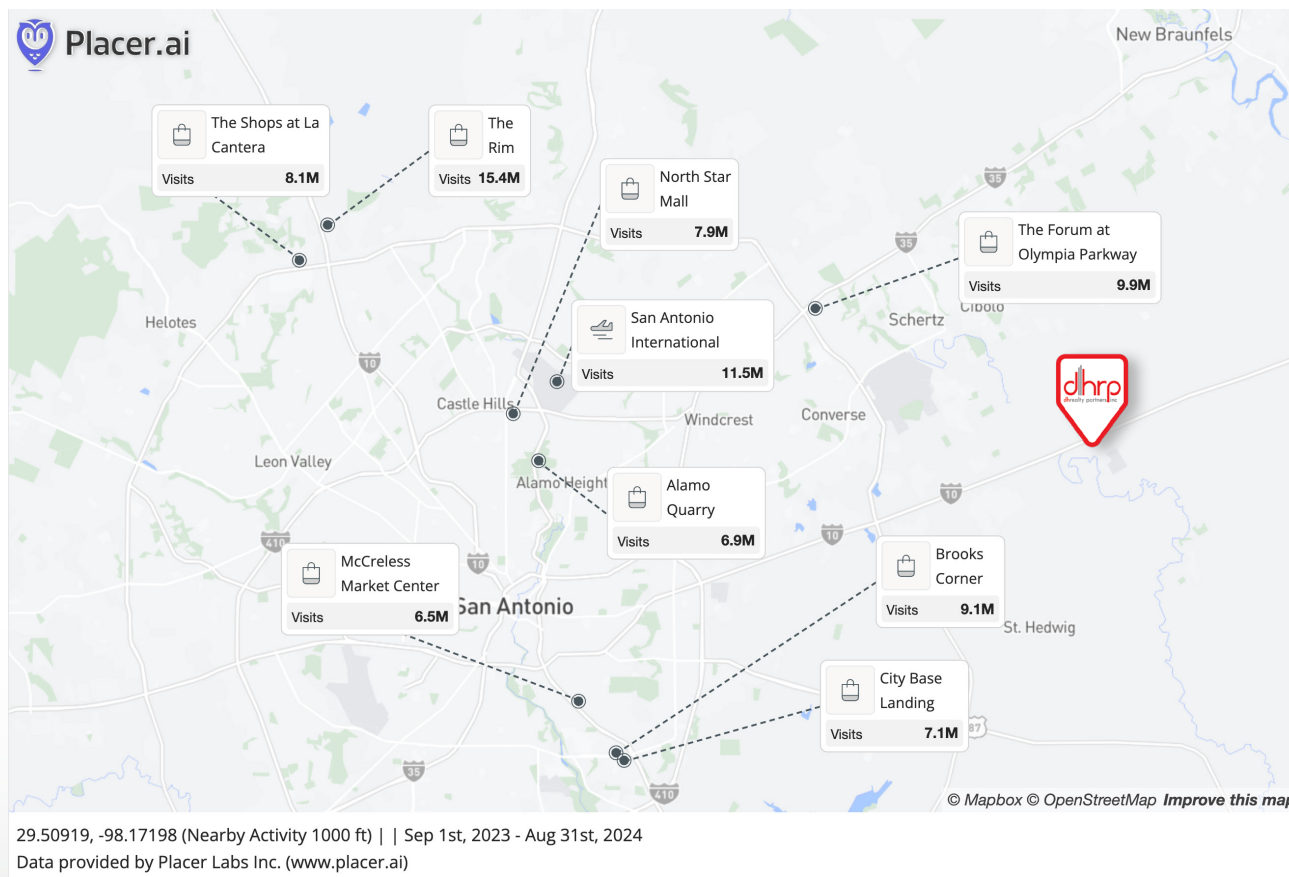 Placer.ai
New Braunfels
The Shops at La
Cantera
Visits 8.1M
The
Rim
Visits 15.4M
North Star
Mall
Visits 7.9M
35
The Forum at
Olympia Parkway
Visits 9.9M
35
Cibolo
Schertz
Helotes
San Antonio
International
Visits 11.5M
10
dhrp
dhrealty partners inc
Castle Hills
Windcrest
Converse
Leon Valley
Alamo Height
Alamo
Quarry
Visits 6.9M
10
10
410
10
McCreless
Market Center
Visits 6.5M
San Antonio
Brooks
Corner
Visits 9.1M
St. Hedwig
City Base
Landing
Visits 7.1M
87
35
410
© Mapbox © OpenStreetMap Improve this map
29.50919, -98.17198 (Nearby Activity 1000 ft) | | Sep 1st, 2023 - Aug 31st, 2024
Data provided by Placer Labs Inc. (www.placer.ai)